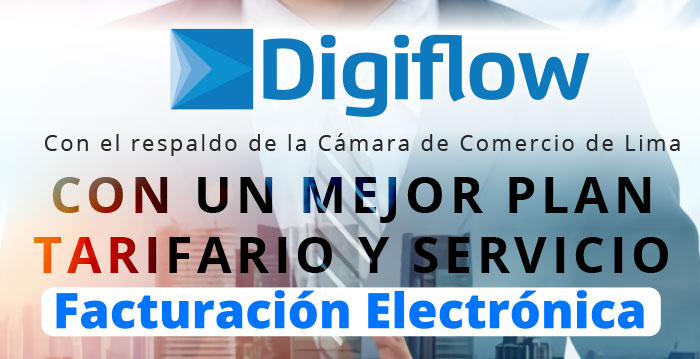 Digiflow
Con el respaldo de la Cámara de Comercio de Lima
CON UN MEJOR PLAN
TARIFARIO Y SERVICIO
Facturación Electrónica